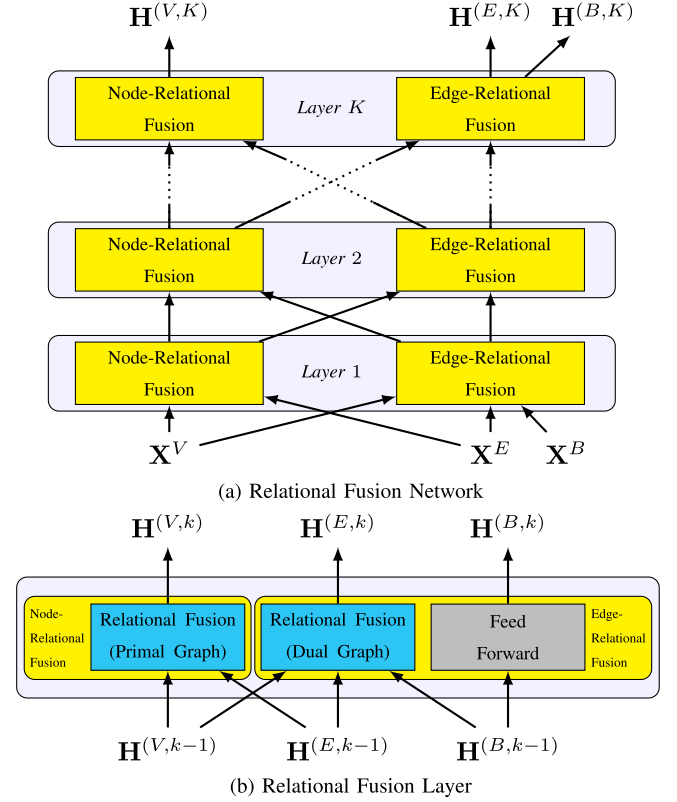 H^(V,K) H^(E,K) H^(B,K)
Node-Relational Fusion
Layer K
Edge-Relational Fusion
Node-Relational Fusion
Layer 2
Edge-Relational Fusion
Node-Relational Fusion
Layer 1
Edge-Relational Fusion
X^V X^E X^B
(a) Relational Fusion Network
H^(V,k) H^(E,k) H^(B,k)
Node-
Relational
Fusion
Relational Fusion
(Primal Graph)
Relational Fusion
(Dual Graph)
Feed
Forward
Edge-
Relational
Fusion
H^(V,k−1) H^(E,k−1) H^(B,k−1)
(b) Relational Fusion Layer